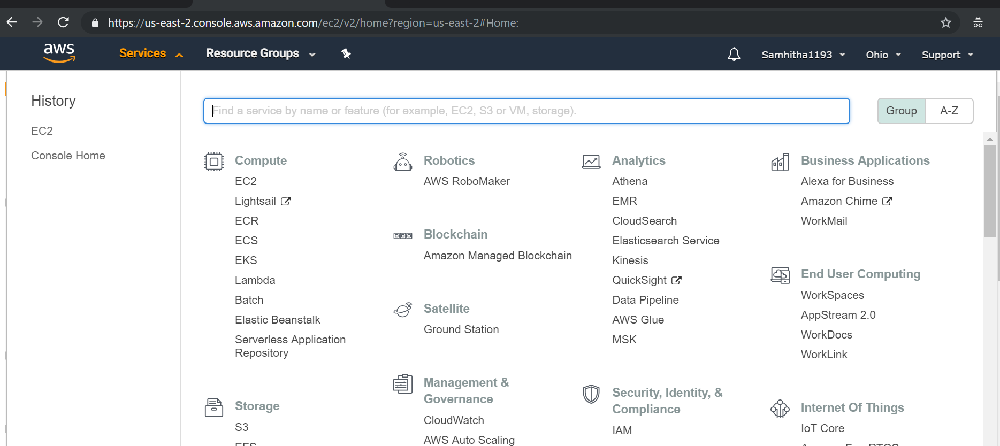 https://us-east-2.console.aws.amazon.com/ec2/v2/home?region=us-east-2#Home:
aws
Services
Resource Groups
Samhitha1193
Ohio
Support
History
EC2
Console Home
Find a service by name or feature (for example, EC2, S3 or VM, storage).
Group
A-Z
Compute
EC2
Lightsail
ECR
ECS
EKS
Lambda
Batch
Elastic Beanstalk
Serverless Application
Repository
Storage
S3
EFS
Robotics
AWS RoboMaker
Blockchain
Amazon Managed Blockchain
Satellite
Ground Station
Management &
Governance
CloudWatch
AWS Auto Scaling
Analytics
Athena
EMR
CloudSearch
Elasticsearch Service
Kinesis
QuickSight
Data Pipeline
AWS Glue
MSK
Security, Identity, &
Compliance
IAM
Business Applications
Alexa for Business
Amazon Chime
WorkMail
End User Computing
WorkSpaces
AppStream 2.0
WorkDocs
WorkLink
Internet Of Things
IoT Core